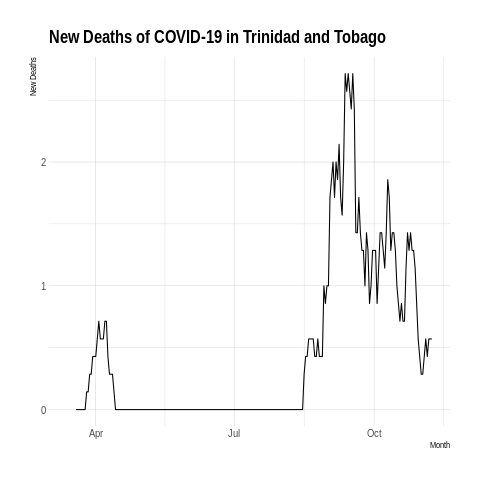 New Deaths of COVID-19 in Trinidad and Tobago
New Deaths
2
1
0
Apr Jul Oct
Month